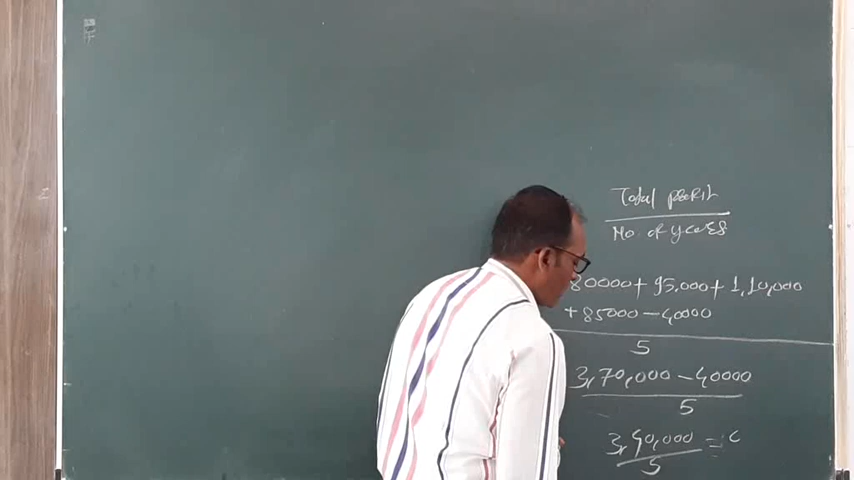 Total profit
No. of years
80000 + 95,000 + 1,10,000
+ 85000 - 40000
5
3,70,000 - 40000
5
3,30,000 =
5